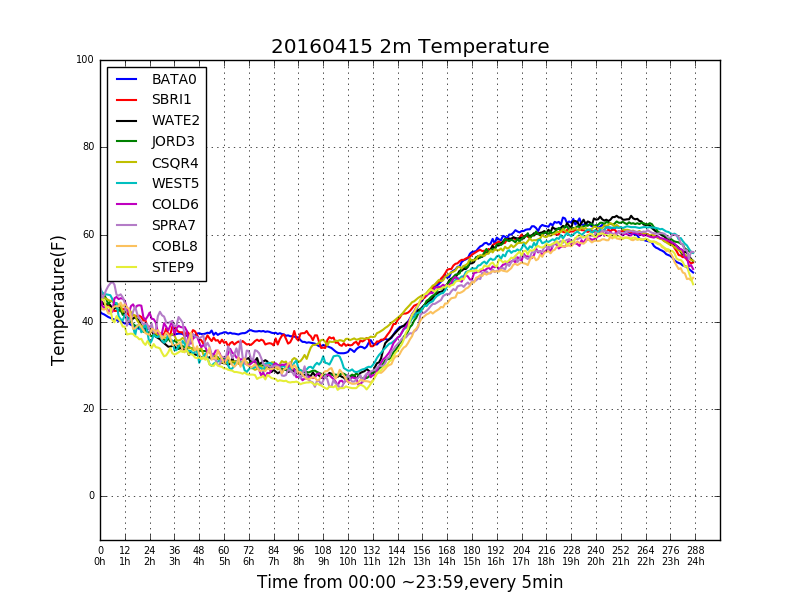 20160415 2m Temperature
100
80
60
40
20
0
Temperature(F)
BATA0
SBRI1
WATE2
JORD3
CSQR4
WEST5
COLD6
SPRA7
COBL8
STEP9
0 12 24 36 48 60 72 84 96 108 120 132 144 156 168 180 192 204 216 228 240 252 264 276 288
0h 1h 2h 3h 4h 5h 6h 7h 8h 9h 10h 11h 12h 13h 14h 15h 16h 17h 18h 19h 20h 21h 22h 23h 24h
Time from 00:00 ~23:59,every 5min